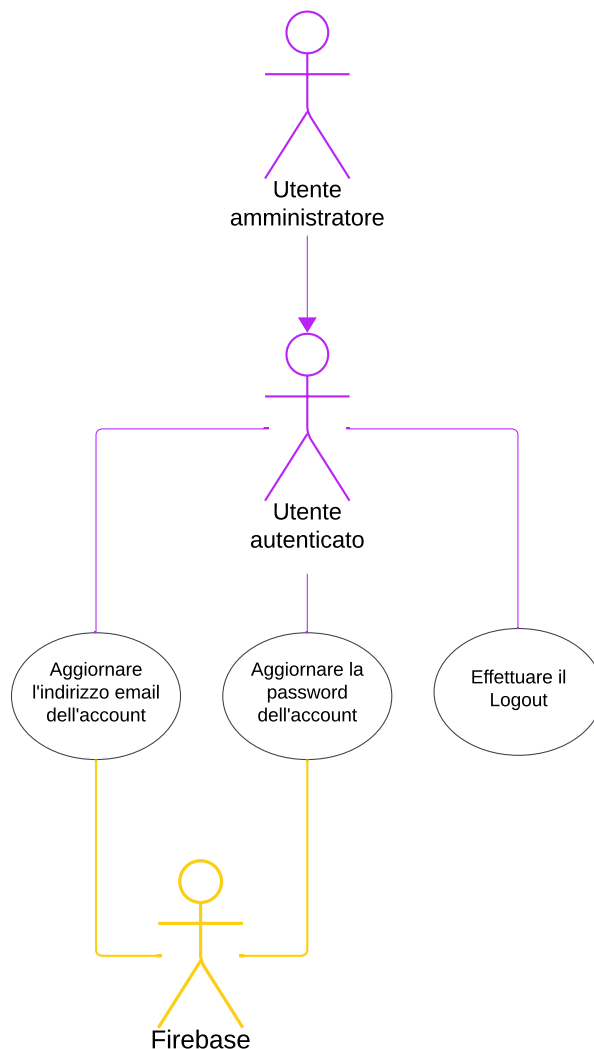 Utente
amministratore
Utente
autenticato
Aggiornare
l'indirizzo email
dell'account
Aggiornare la
password
dell'account
Effettuare il
Logout
Firebase